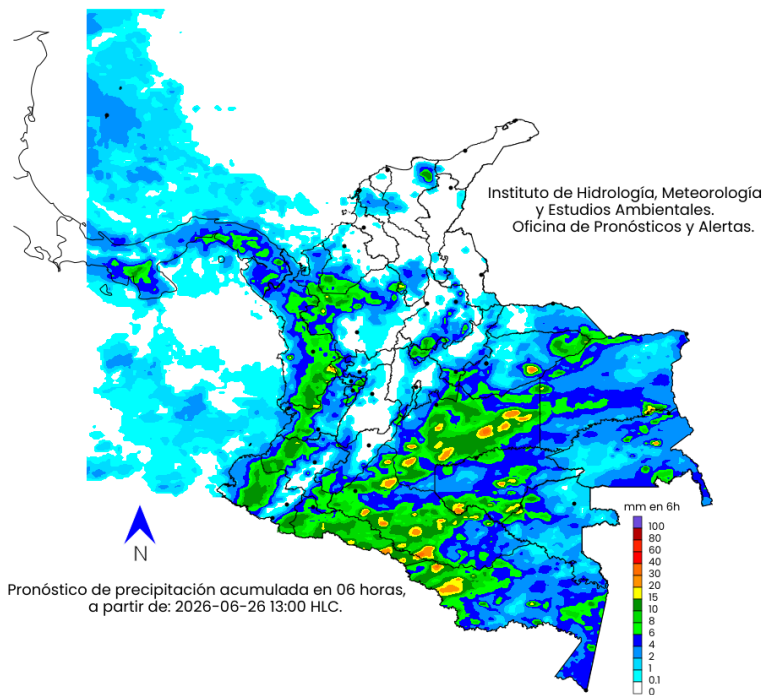 Instituto de Hidrología, Meteorología
y Estudios Ambientales.
Oficina de Pronósticos y Alertas.
mm en 6h
100
80
60
40
30
20
15
10
8
6
4
2
1
0.1
0
N
Pronóstico de precipitación acumulada en 06 horas,
a partir de: 2026-06-26 13:00 HLC.